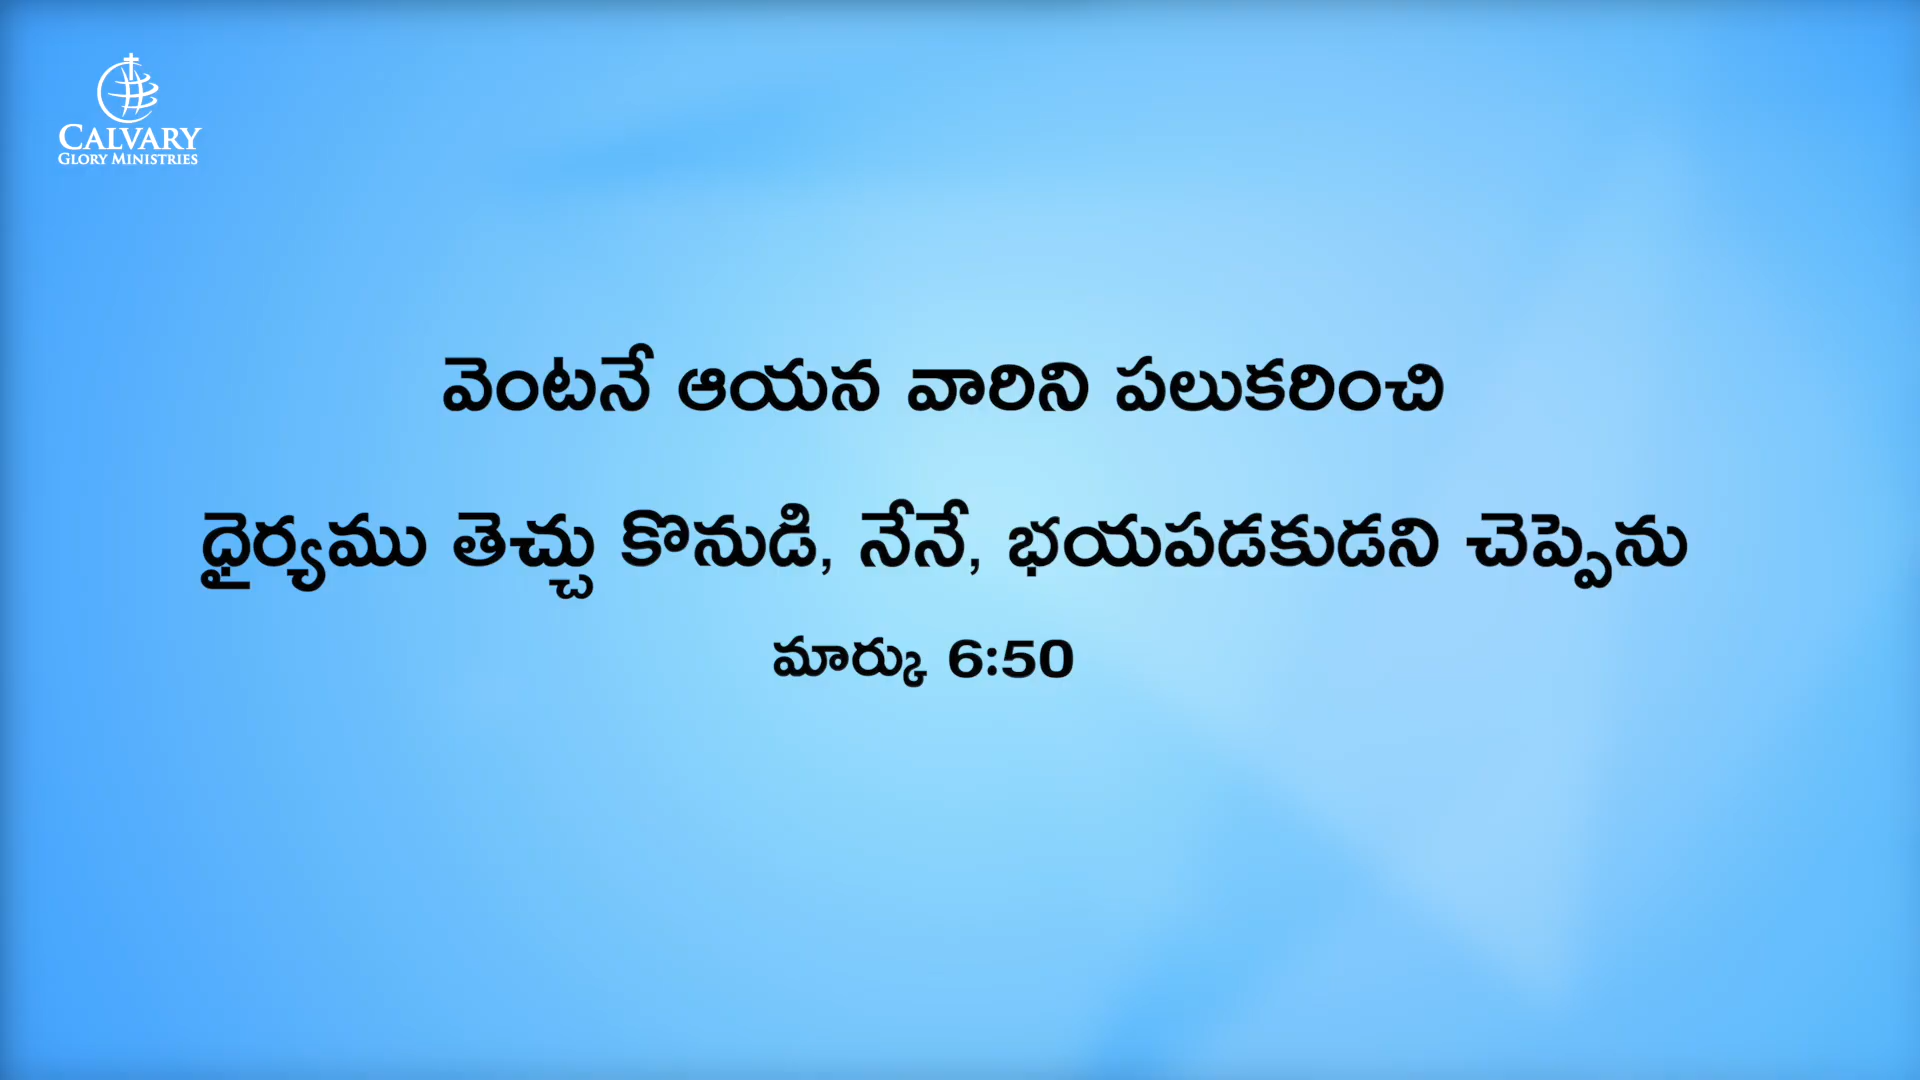 CALVARY
GLORY MINISTRIES
వెంటనే ఆయన వారిని పలుకరించి
ధైర్యము తెచ్చు కొనుడి, నేనే, భయపడకుడని చెప్పెను
మార్కు 6:50